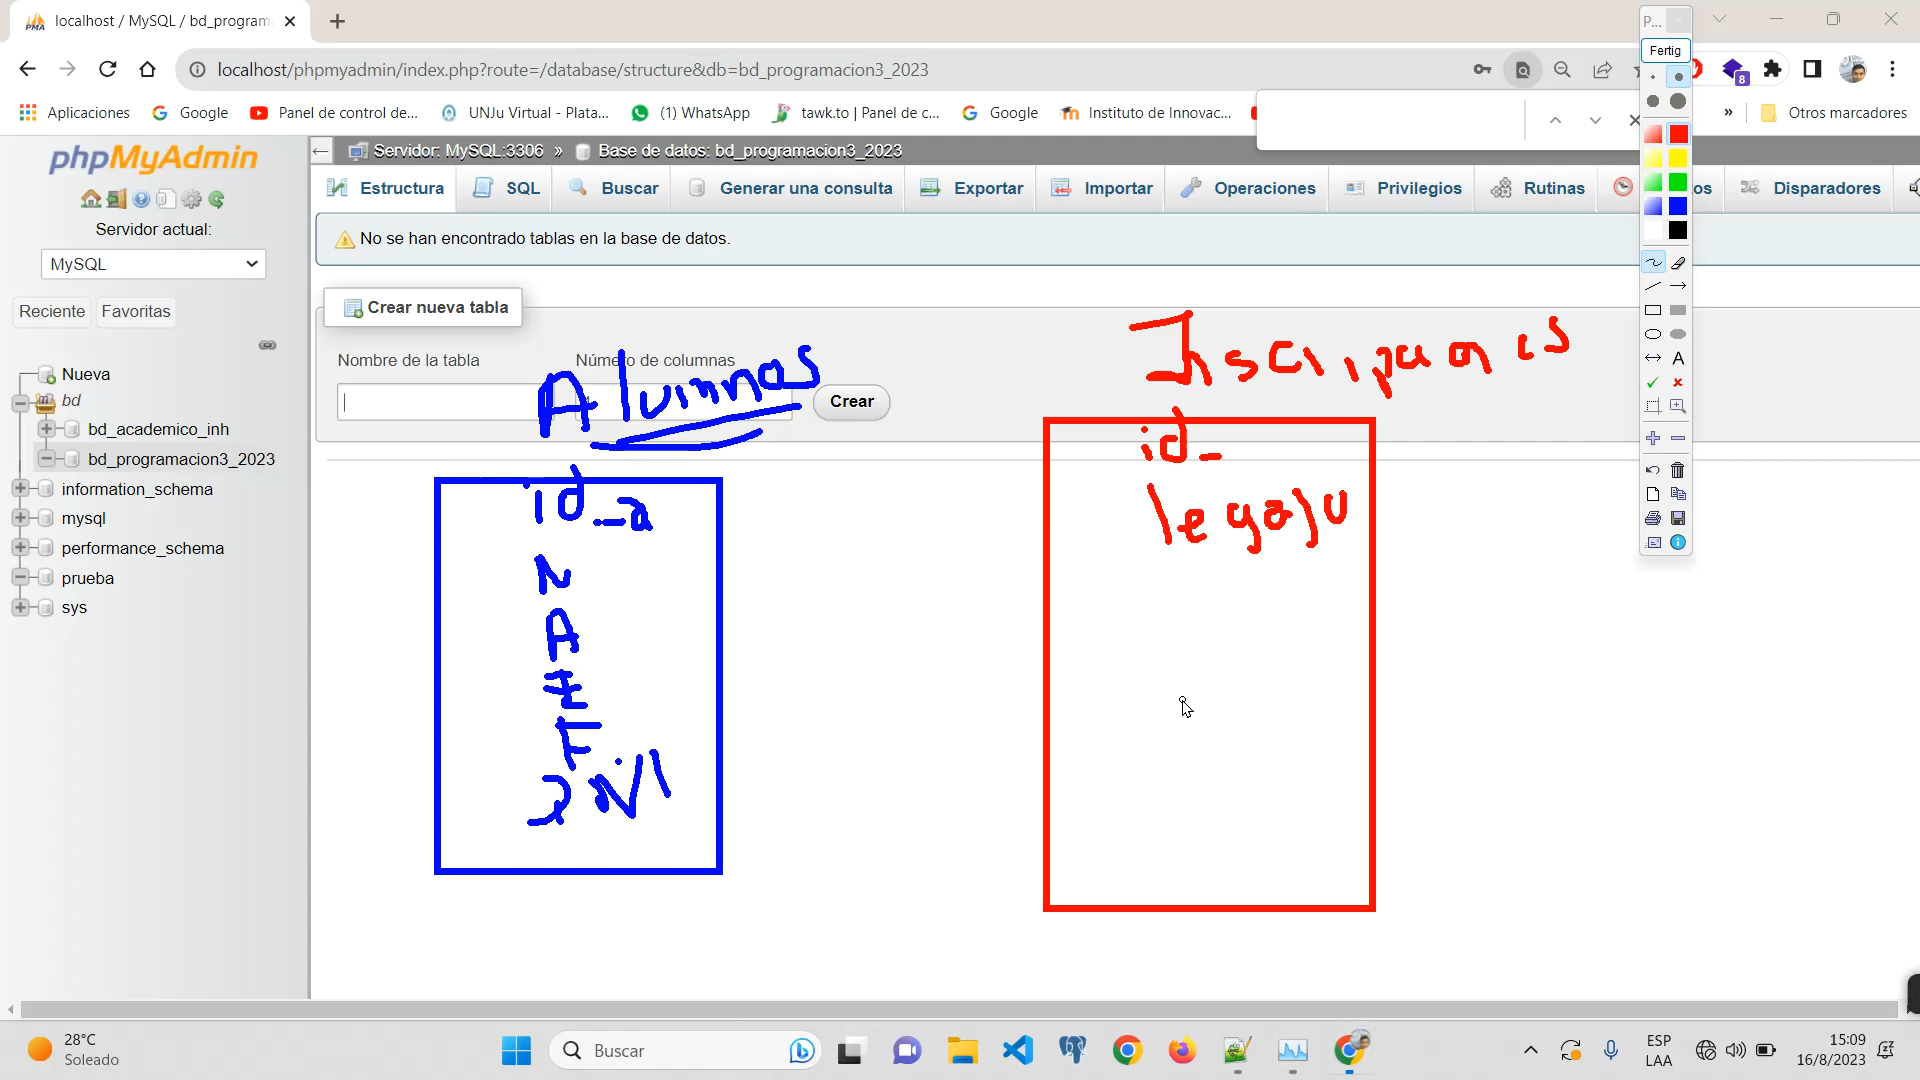 localhost / MySQL / bd_program
localhost/phpmyadmin/index.php?route=/database/structure&db=bd_programacion3_2023
8
Aplicaciones
Google
Panel de control de...
UNJu Virtual - Plata...
(1) WhatsApp
tawk.to | Panel de c...
Google
Instituto de Innovac...
»
Otros marcadores
P...
Fertig
A
phpMyAdmin
Servidor actual:
MySQL
Reciente
Favoritas
Nueva
bd
bd_academico_inh
bd_programacion3_2023
information_schema
mysql
performance_schema
prueba
sys
Servidor: MySQL:3306 » Base de datos: bd_programacion3_2023
Estructura
SQL
Buscar
Generar una consulta
Exportar
Importar
Operaciones
Privilegios
Rutinas
os
Disparadores
No se han encontrado tablas en la base de datos.
Crear nueva tabla
Nombre de la tabla
Número de columnas
Crear
Alumnos
id_a
N
A
Inscripciones
id_
legajo
28°C
Soleado
Buscar
ESP
LAA
15:09
16/8/2023